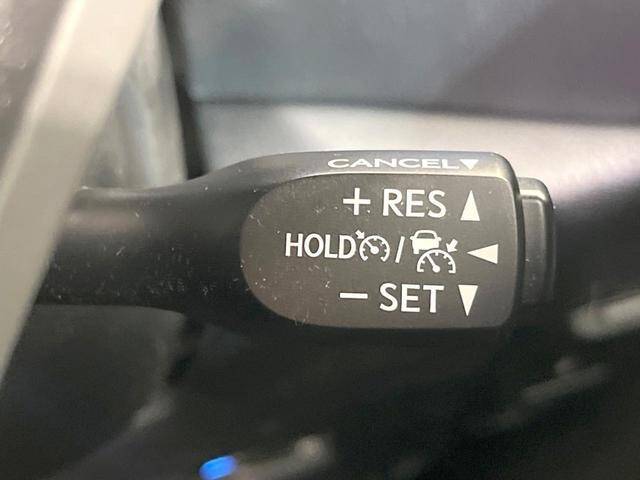 CANCEL▼
+ RES ▲
HOLD / ◀
− SET ▼